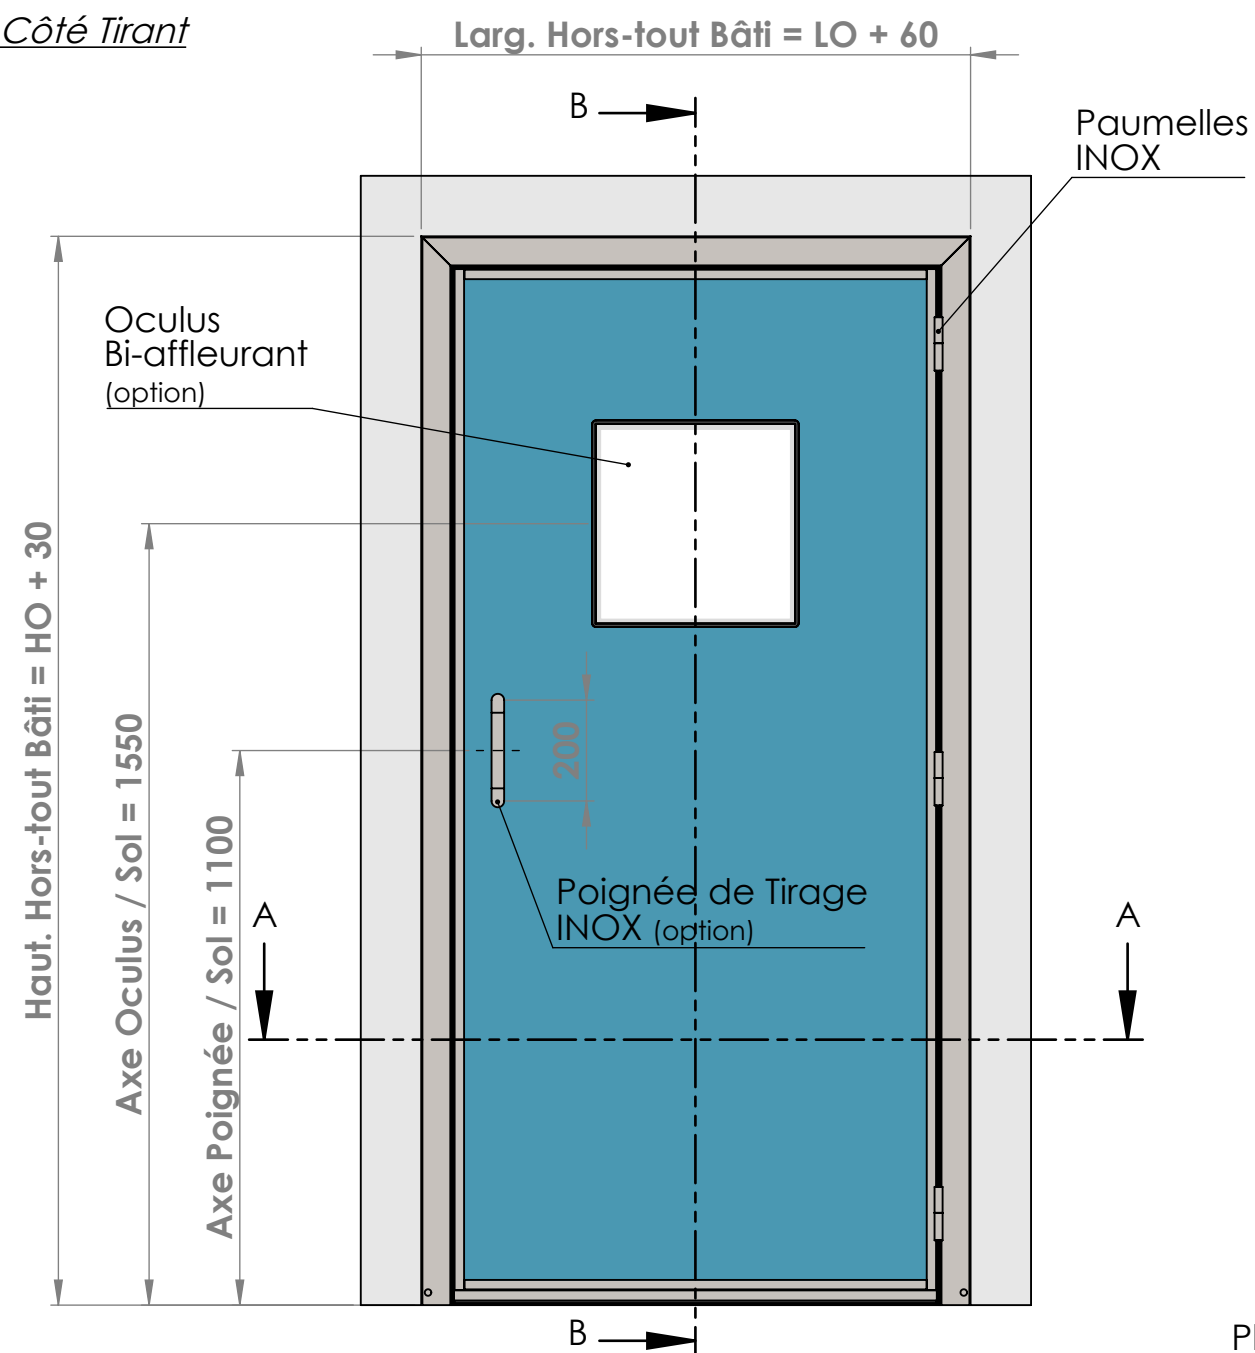 Côté Tirant
Larg. Hors-tout Bâti = LO + 60
B
Paumelles
INOX
Oculus
Bi-affleurant
(option)
Haut. Hors-tout Bâti = HO + 30
Axe Oculus / Sol = 1550
Axe Poignée / Sol = 1100
200
Poignée de Tirage
INOX (option)
A
A
B
Pl